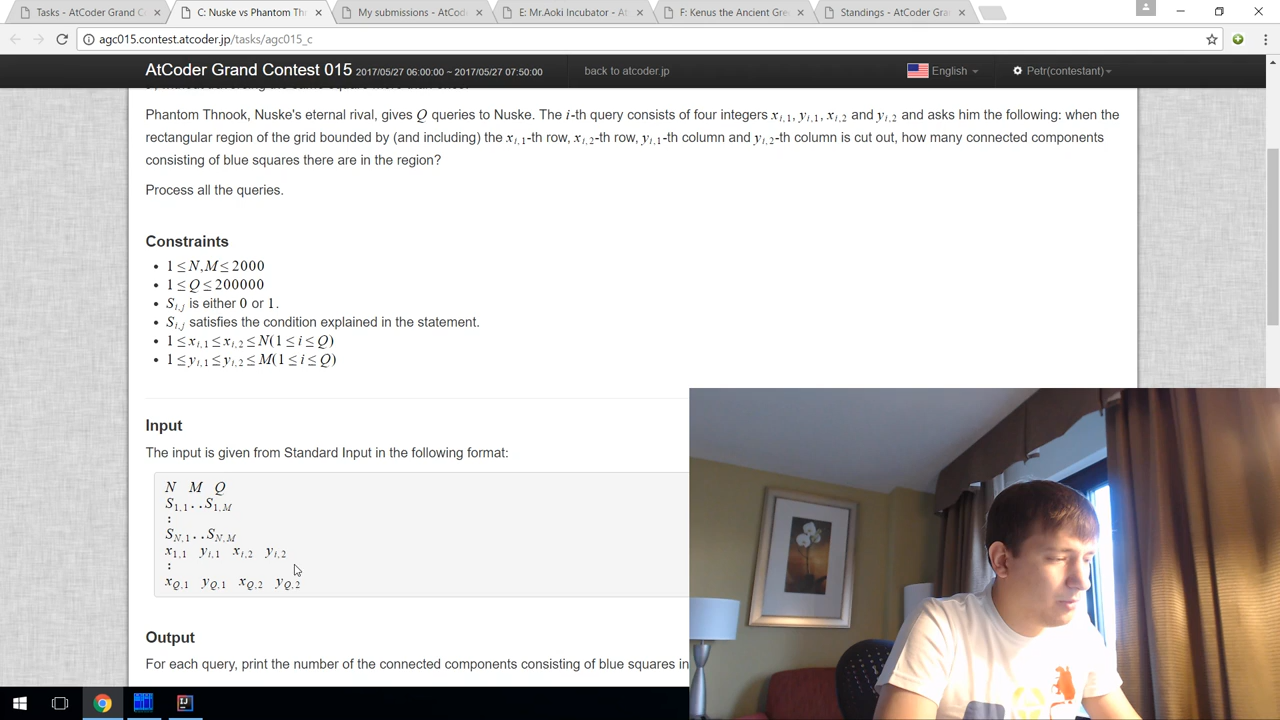 Tasks - AtCoder Grand C
C: Nuske vs Phantom Th
My submissions - AtCod
E: Mr.Aoki Incubator - A
F: Kenus the Ancient Gre
Standings - AtCoder Gra
agc015.contest.atcoder.jp/tasks/agc015_c
AtCoder Grand Contest 015 2017/05/27 06:00:00 ~ 2017/05/27 07:50:00 back to atcoder.jp English Petr(contestant)
Phantom Thnook, Nuske's eternal rival, gives Q queries to Nuske. The i-th query consists of four integers x_{i,1}, y_{i,1}, x_{i,2} and y_{i,2} and asks him the following: when the
rectangular region of the grid bounded by (and including) the x_{i,1}-th row, x_{i,2}-th row, y_{i,1}-th column and y_{i,2}-th column is cut out, how many connected components
consisting of blue squares there are in the region?
Process all the queries.
Constraints
• 1 ≤ N,M ≤ 2000
• 1 ≤ Q ≤ 200000
• S_{i,j} is either 0 or 1.
• S_{i,j} satisfies the condition explained in the statement.
• 1 ≤ x_{i,1} ≤ x_{i,2} ≤ N(1 ≤ i ≤ Q)
• 1 ≤ y_{i,1} ≤ y_{i,2} ≤ M(1 ≤ i ≤ Q)
Input
The input is given from Standard Input in the following format:
N M Q
S_{1,1}..S_{1,M}
:
S_{N,1}..S_{N,M}
x_{1,1} y_{i,1} x_{i,2} y_{i,2}
:
x_{Q,1} y_{Q,1} x_{Q,2} y_{Q,2}
Output
For each query, print the number of the connected components consisting of blue squares in